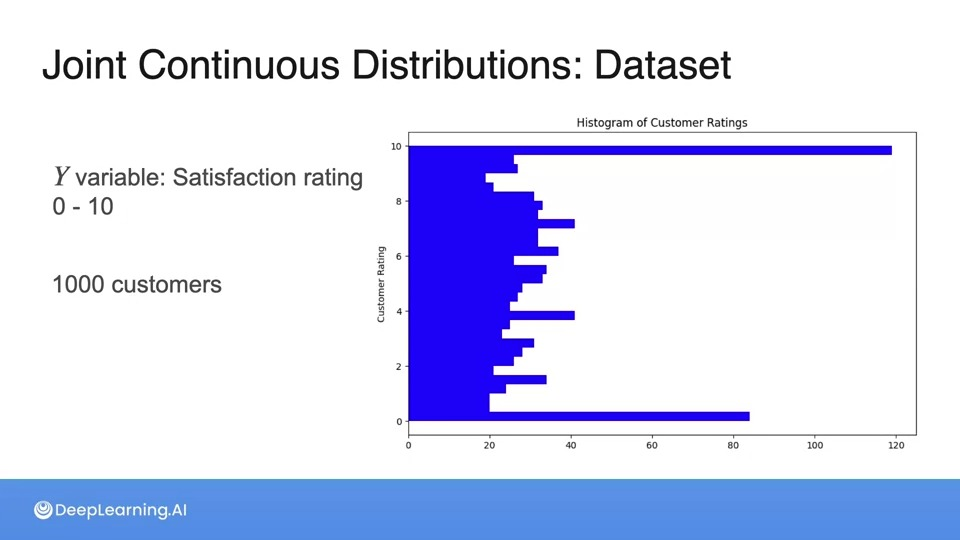 Joint Continuous Distributions: Dataset
Y variable: Satisfaction rating
0 - 10
1000 customers
Histogram of Customer Ratings
Customer Rating
10
8
6
4
2
0
0 20 40 60 80 100 120
DeepLearning.AI